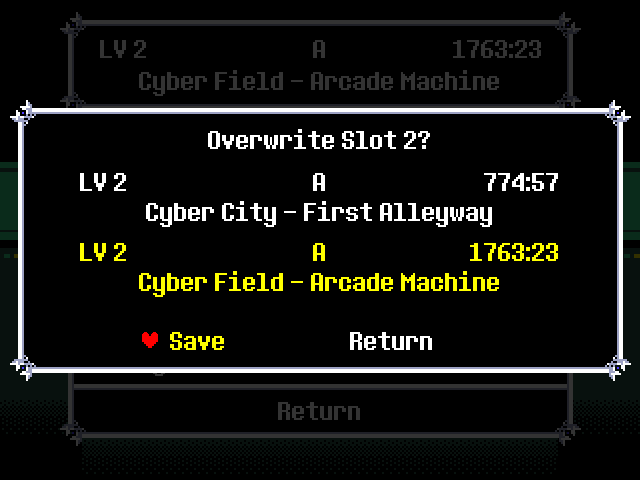 LV 2 A 1763:23
Cyber Field - Arcade Machine
Overwrite Slot 2?
LV 2 A 774:57
Cyber City - First Alleyway
LV 2 A 1763:23
Cyber Field - Arcade Machine
Save Return
Return